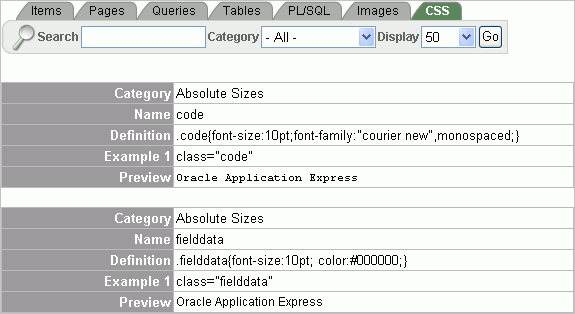 Items Pages Queries Tables PL/SQL Images CSS
Search Category - All - Display 50 Go
Category Absolute Sizes
Name code
Definition .code{font-size:10pt;font-family:"courier new",monospaced;}
Example 1 class="code"
Preview Oracle Application Express
Category Absolute Sizes
Name fielddata
Definition .fielddata{font-size:10pt; color:#000000;}
Example 1 class="fielddata"
Preview Oracle Application Express